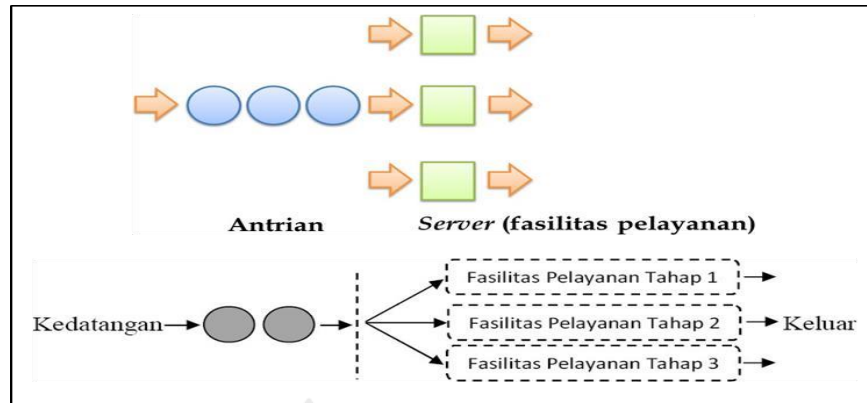 Antrian Server (fasilitas pelayanan)
Fasilitas Pelayanan Tahap 1
Kedatangan Fasilitas Pelayanan Tahap 2 Keluar
Fasilitas Pelayanan Tahap 3